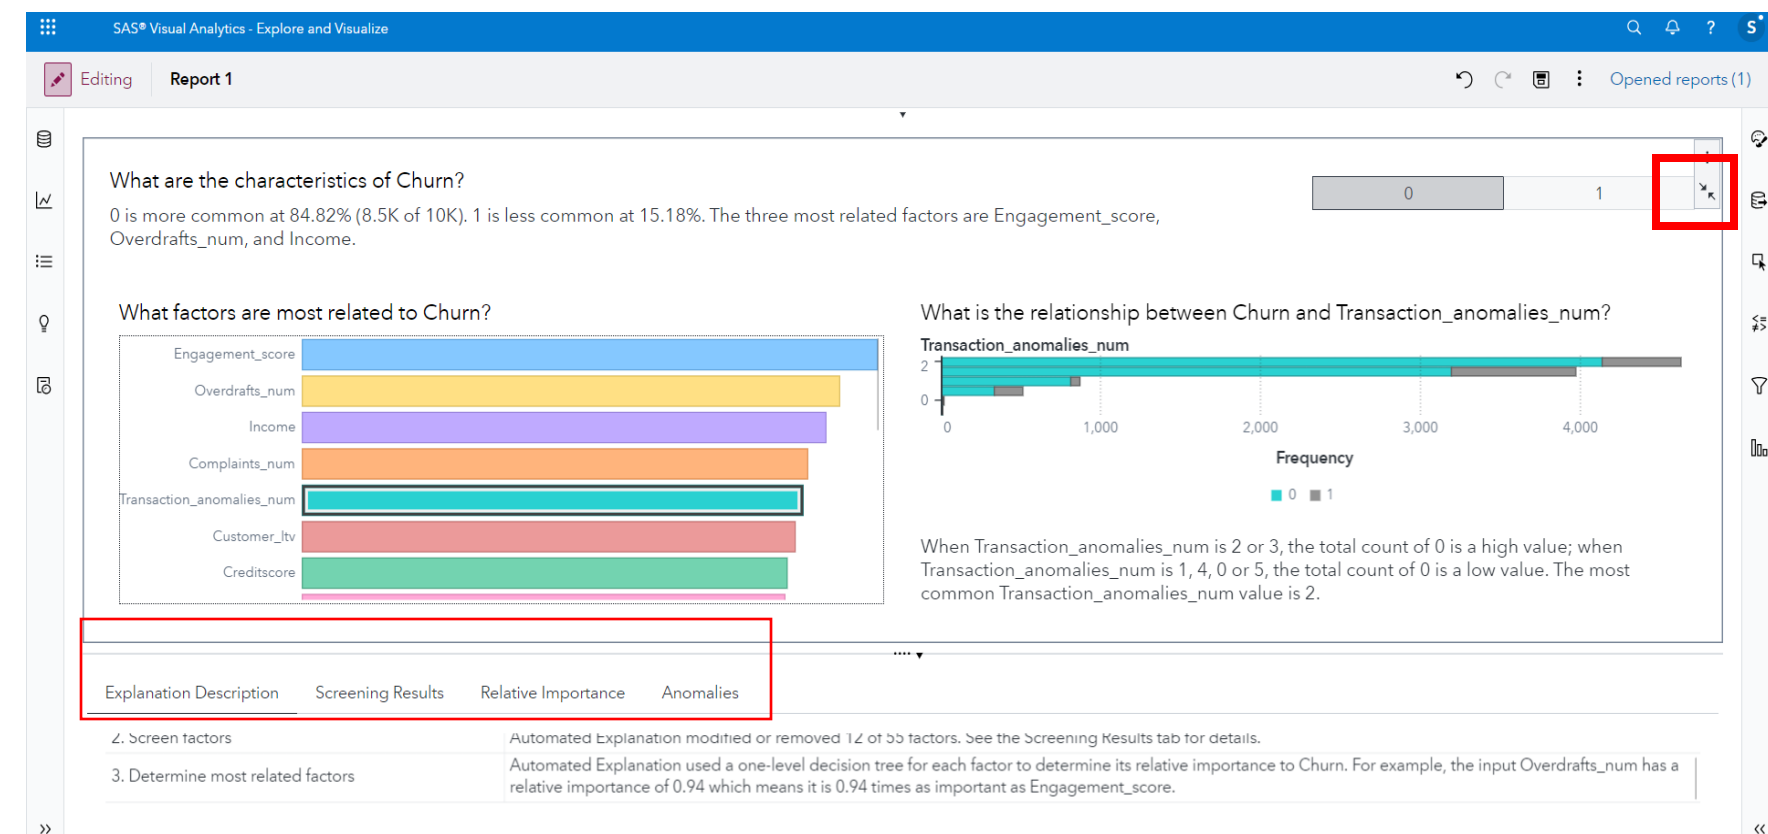 SAS® Visual Analytics - Explore and Visualize
?
S
Editing
Report 1
Opened reports (1)
What are the characteristics of Churn?
0
1
0 is more common at 84.82% (8.5K of 10K). 1 is less common at 15.18%. The three most related factors are Engagement_score,
Overdrafts_num, and Income.
What factors are most related to Churn?
Engagement_score
Overdrafts_num
Income
Complaints_num
Transaction_anomalies_num
Customer_ltv
Creditscore
What is the relationship between Churn and Transaction_anomalies_num?
Transaction_anomalies_num
2
0
0 1,000 2,000 3,000 4,000
Frequency
0 1
When Transaction_anomalies_num is 2 or 3, the total count of 0 is a high value; when
Transaction_anomalies_num is 1, 4, 0 or 5, the total count of 0 is a low value. The most
common Transaction_anomalies_num value is 2.
Explanation Description Screening Results Relative Importance Anomalies
2. Screen factors Automated Explanation modified or removed 12 of 55 factors. See the Screening Results tab for details.
3. Determine most related factors Automated Explanation used a one-level decision tree for each factor to determine its relative importance to Churn. For example, the input Overdrafts_num has a
relative importance of 0.94 which means it is 0.94 times as important as Engagement_score.